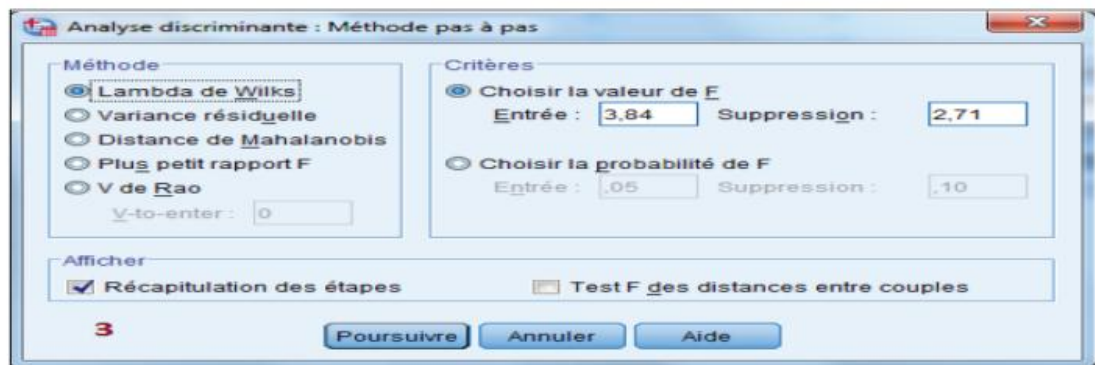 Analyse discriminante : Méthode pas à pas
Méthode
Lambda de Wilks
Variance résiduelle
Distance de Mahalanobis
Plus petit rapport F
V de Rao
V-to-enter : 0
Critères
Choisir la valeur de F
Entrée : 3,84 Suppression : 2,71
Choisir la probabilité de F
Entrée : ,05 Suppression : ,10
Afficher
Récapitulation des étapes
Test F des distances entre couples
3
Poursuivre Annuler Aide